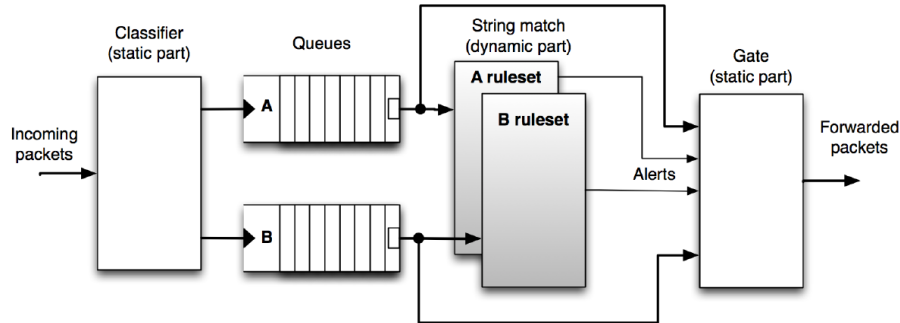 Classifier
(static part)
Queues
String match
(dynamic part)
Gate
(static part)
A ruleset
A
B ruleset
Incoming
packets
Forwarded
packets
Alerts
B